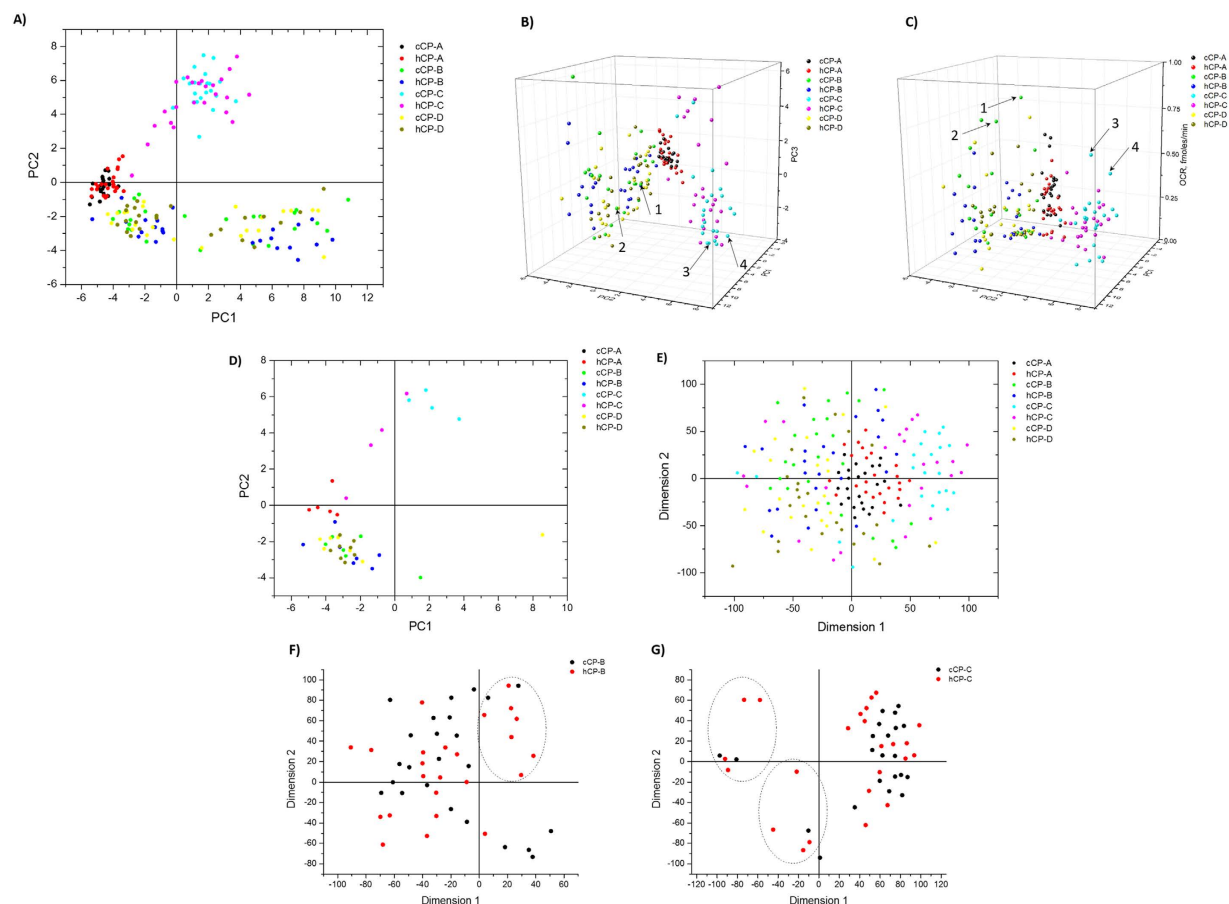 A)
8
6
4
2
0
-2
-4
-6
PC2
-6 -4 -2 0 2 4 6 8 10 12
PC1
cCP-A
hCP-A
cCP-B
hCP-B
cCP-C
hCP-C
cCP-D
hCP-D
B)
1
2
3
4
PC3
PC2
PC1
cCP-A
hCP-A
cCP-B
hCP-B
cCP-C
hCP-C
cCP-D
hCP-D
C)
1
2
3
4
1.00
0.75
0.50
0.25
0.00
OCR, fmoles/min
PC2
PC1
cCP-A
hCP-A
cCP-B
hCP-B
cCP-C
hCP-C
cCP-D
hCP-D
D)
8
6
4
2
0
-2
-4
PC2
-6 -4 -2 0 2 4 6 8 10
PC1
cCP-A
hCP-A
cCP-B
hCP-B
cCP-C
hCP-C
cCP-D
hCP-D
E)
100
50
0
-50
-100
Dimension 2
-100 -50 0 50 100
Dimension 1
cCP-A
hCP-A
cCP-B
hCP-B
cCP-C
hCP-C
cCP-D
hCP-D
F)
100
80
60
40
20
0
-20
-40
-60
-80
Dimension 2
-100 -80 -60 -40 -20 0 20 40 60
Dimension 1
cCP-B
hCP-B
G)
80
60
40
20
0
-20
-40
-60
-80
-100
Dimension 2
-120 -100 -80 -60 -40 -20 0 20 40 60 80 100 120
Dimension 1
cCP-C
hCP-C